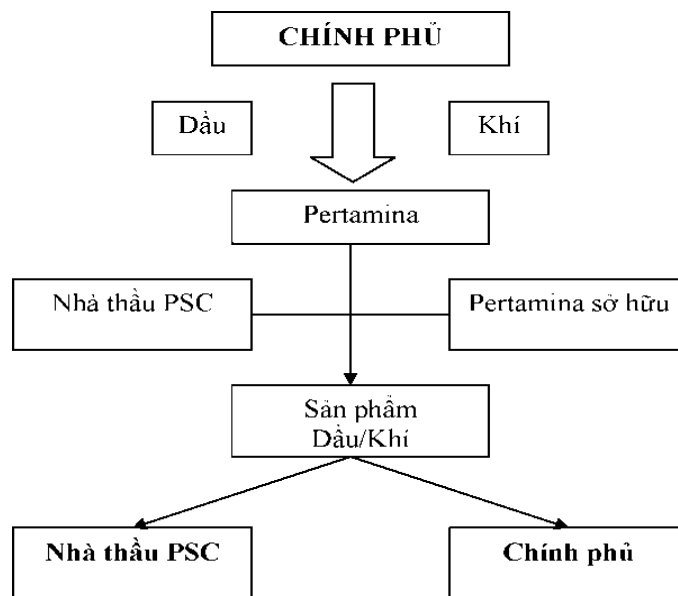 CHÍNH PHỦ
Dầu
Khí
Pertamina
Nhà thầu PSC
Pertamina sở hữu
Sản phẩm
Dầu/Khí
Nhà thầu PSC
Chính phủ